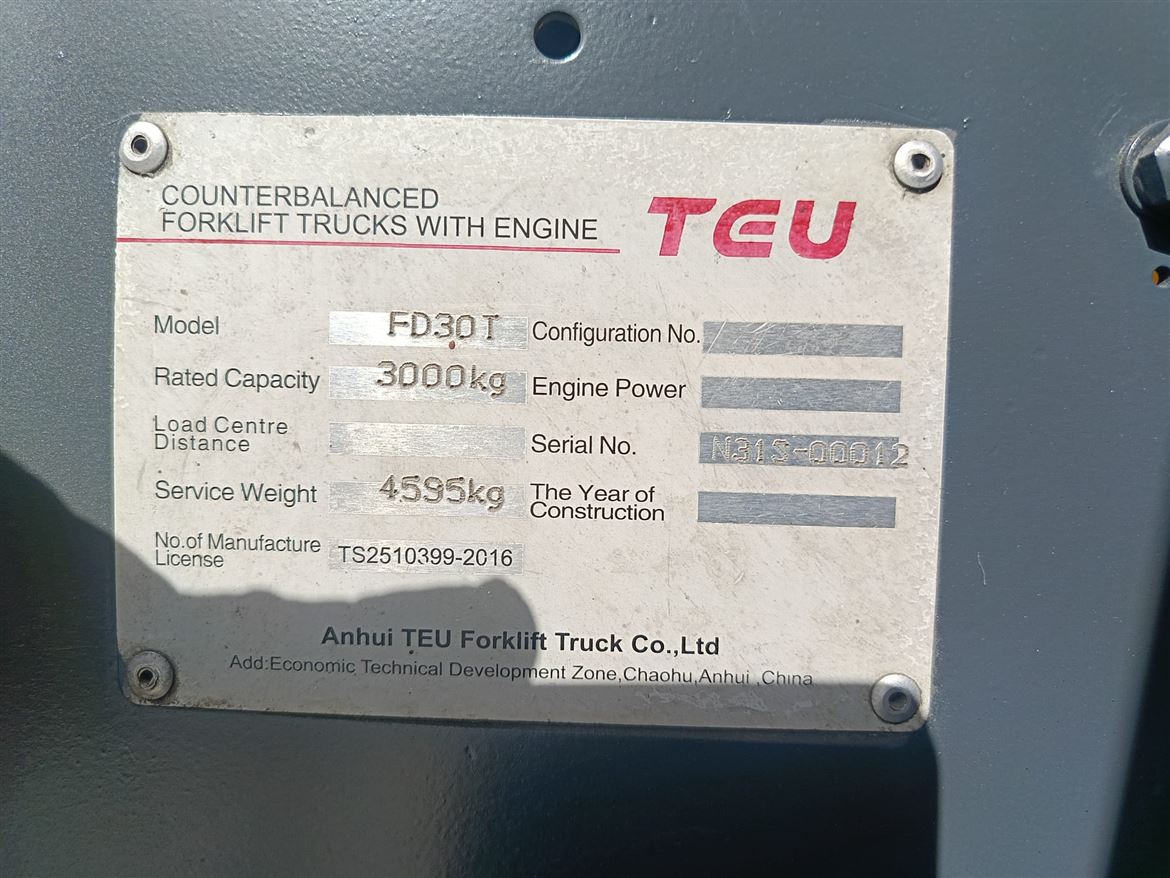 COUNTERBALANCED
FORKLIFT TRUCKS WITH ENGINE
TEU
Model FD30T
Configuration No.
Rated Capacity 3000kg
Engine Power
Load Centre
Distance
Serial No. N31S-00012
Service Weight 4595kg
The Year of
Construction
No.of Manufacture
License TS2510399-2016
Anhui TEU Forklift Truck Co.,Ltd
Add:Economic Technical Development Zone,Chaohu,Anhui ,China